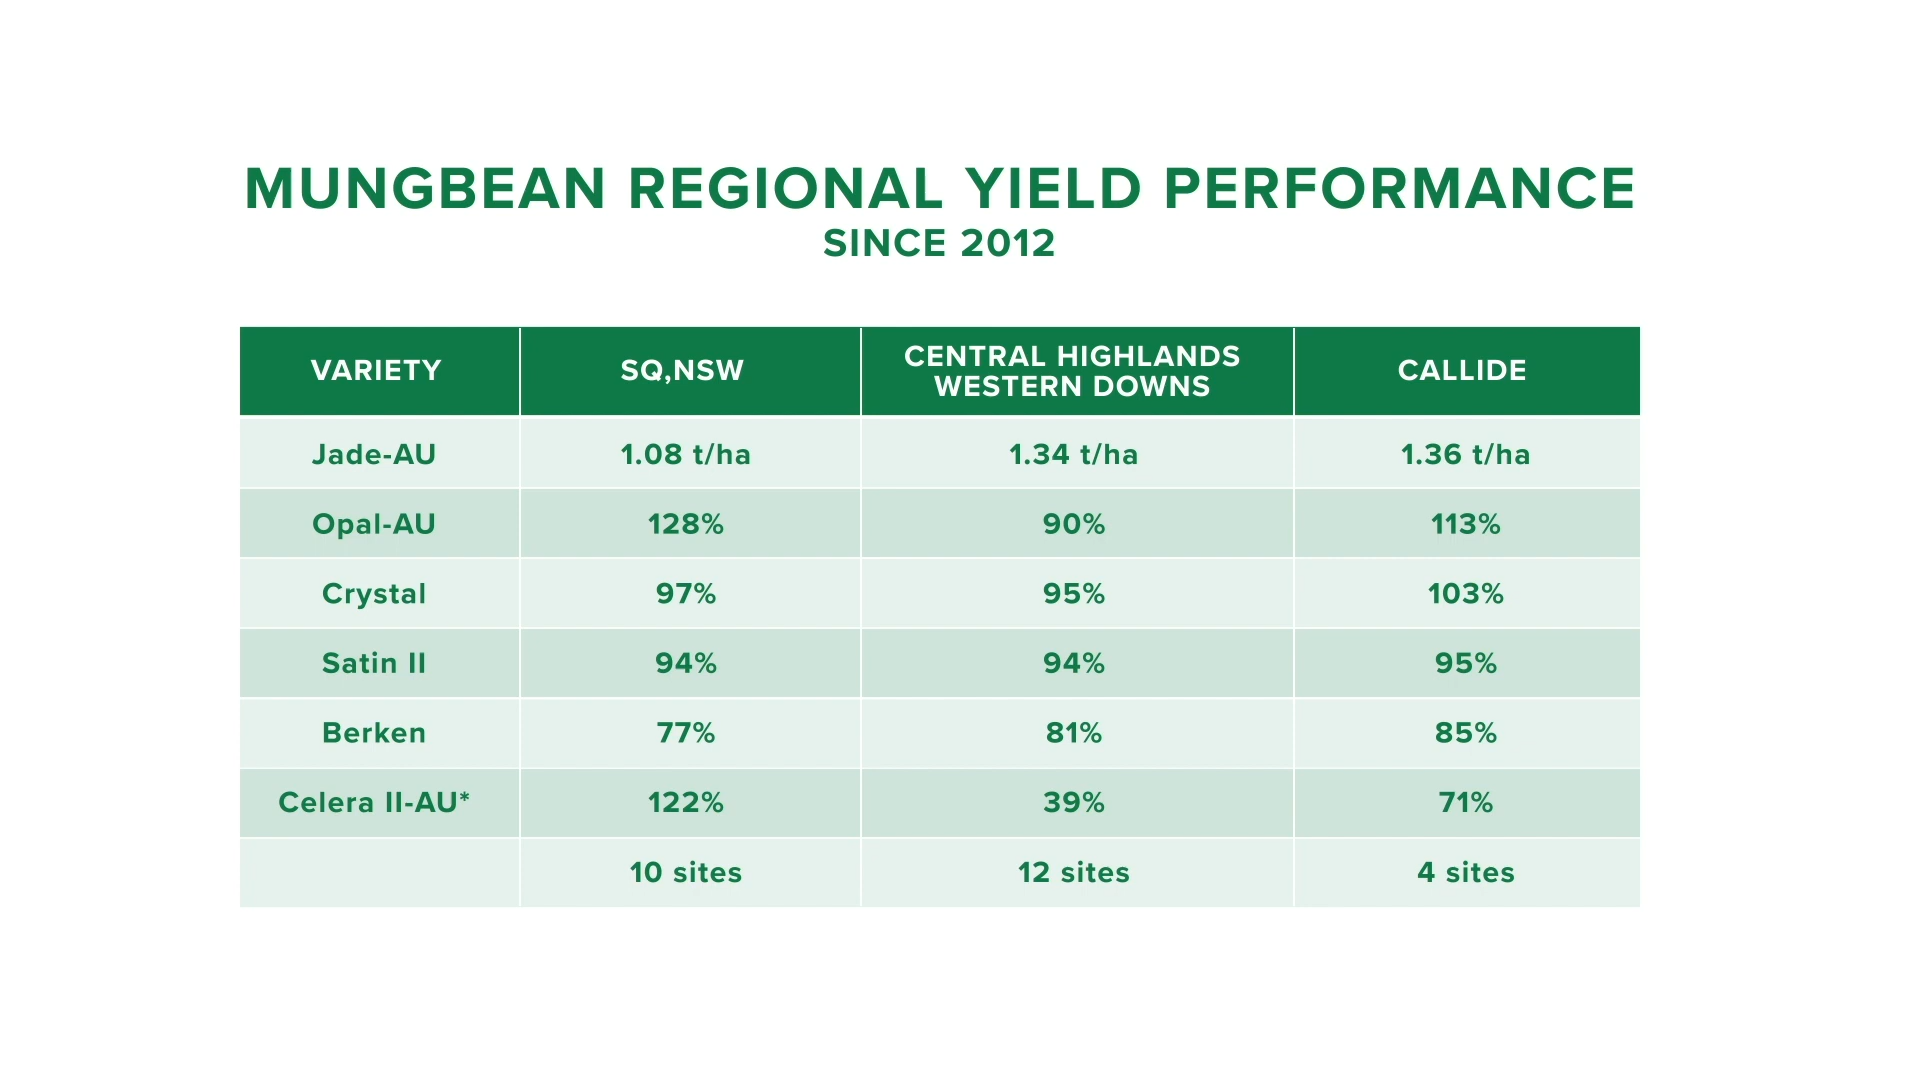 MUNGBEAN REGIONAL YIELD PERFORMANCE
SINCE 2012
VARIETY SQ,NSW CENTRAL HIGHLANDS WESTERN DOWNS CALLIDE
Jade-AU 1.08 t/ha 1.34 t/ha 1.36 t/ha
Opal-AU 128% 90% 113%
Crystal 97% 95% 103%
Satin II 94% 94% 95%
Berken 77% 81% 85%
Celera II-AU* 122% 39% 71%
10 sites 12 sites 4 sites